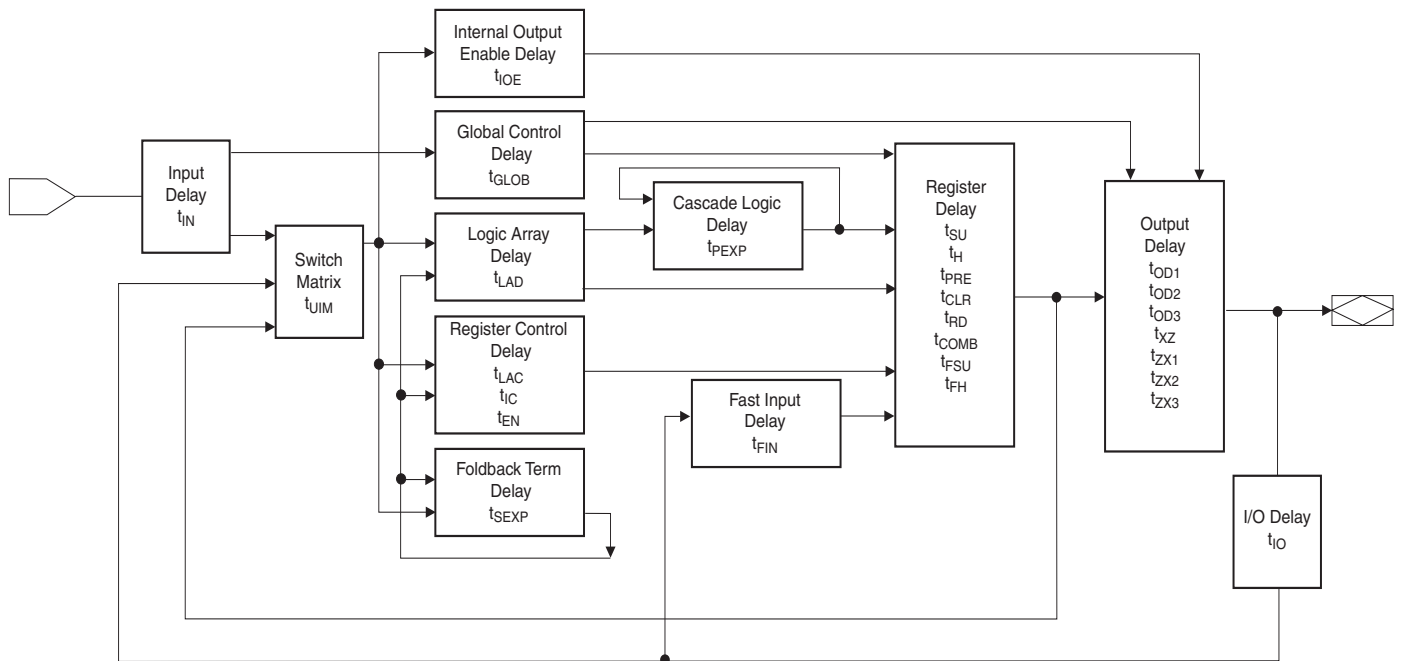 Internal Output
Enable Delay
tIOE
Global Control
Delay
tGLOB
Input
Delay
tIN
Switch
Matrix
tUIM
Logic Array
Delay
tLAD
Cascade Logic
Delay
tPEXP
Register Control
Delay
tLAC
tIC
tEN
Foldback Term
Delay
tSEXP
Fast Input
Delay
tFIN
Register
Delay
tSU
tH
tPRE
tCLR
tRD
tCOMB
tFSU
tFH
Output
Delay
tOD1
tOD2
tOD3
tXZ
tZX1
tZX2
tZX3
I/O Delay
tIO